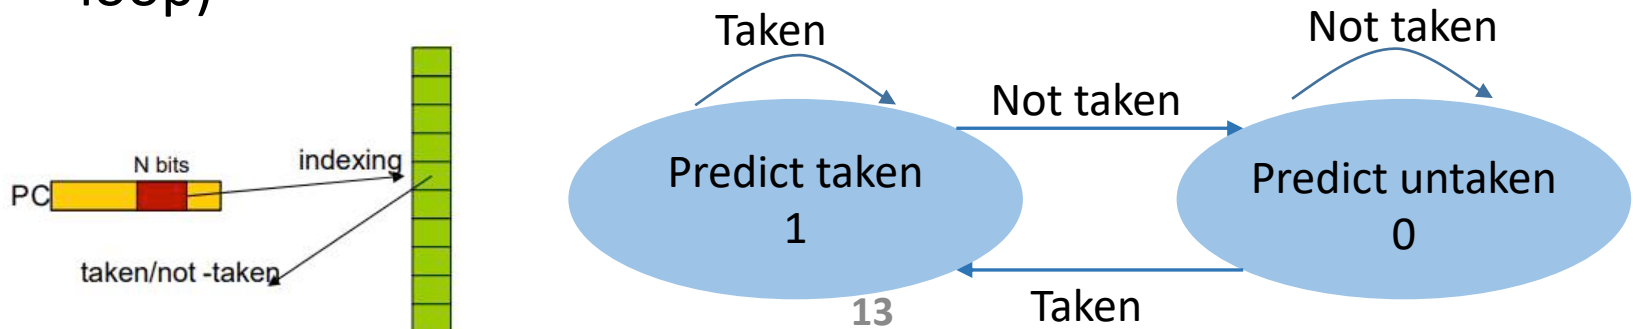 loop)
PC
N bits
indexing
taken/not -taken
Taken
Not taken
Not taken
Predict taken
1
Predict untaken
0
Taken
13